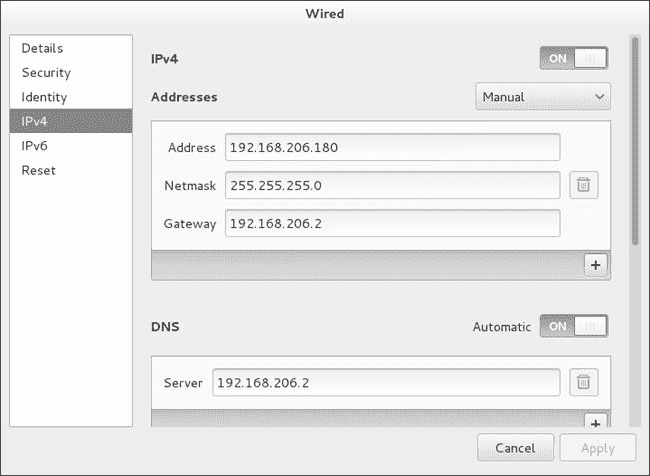 Wired
Details
Security
Identity
IPv4
IPv6
Reset
IPv4 ON
Addresses Manual
Address 192.168.206.180
Netmask 255.255.255.0
Gateway 192.168.206.2
+
DNS Automatic ON
Server 192.168.206.2
+
Cancel Apply